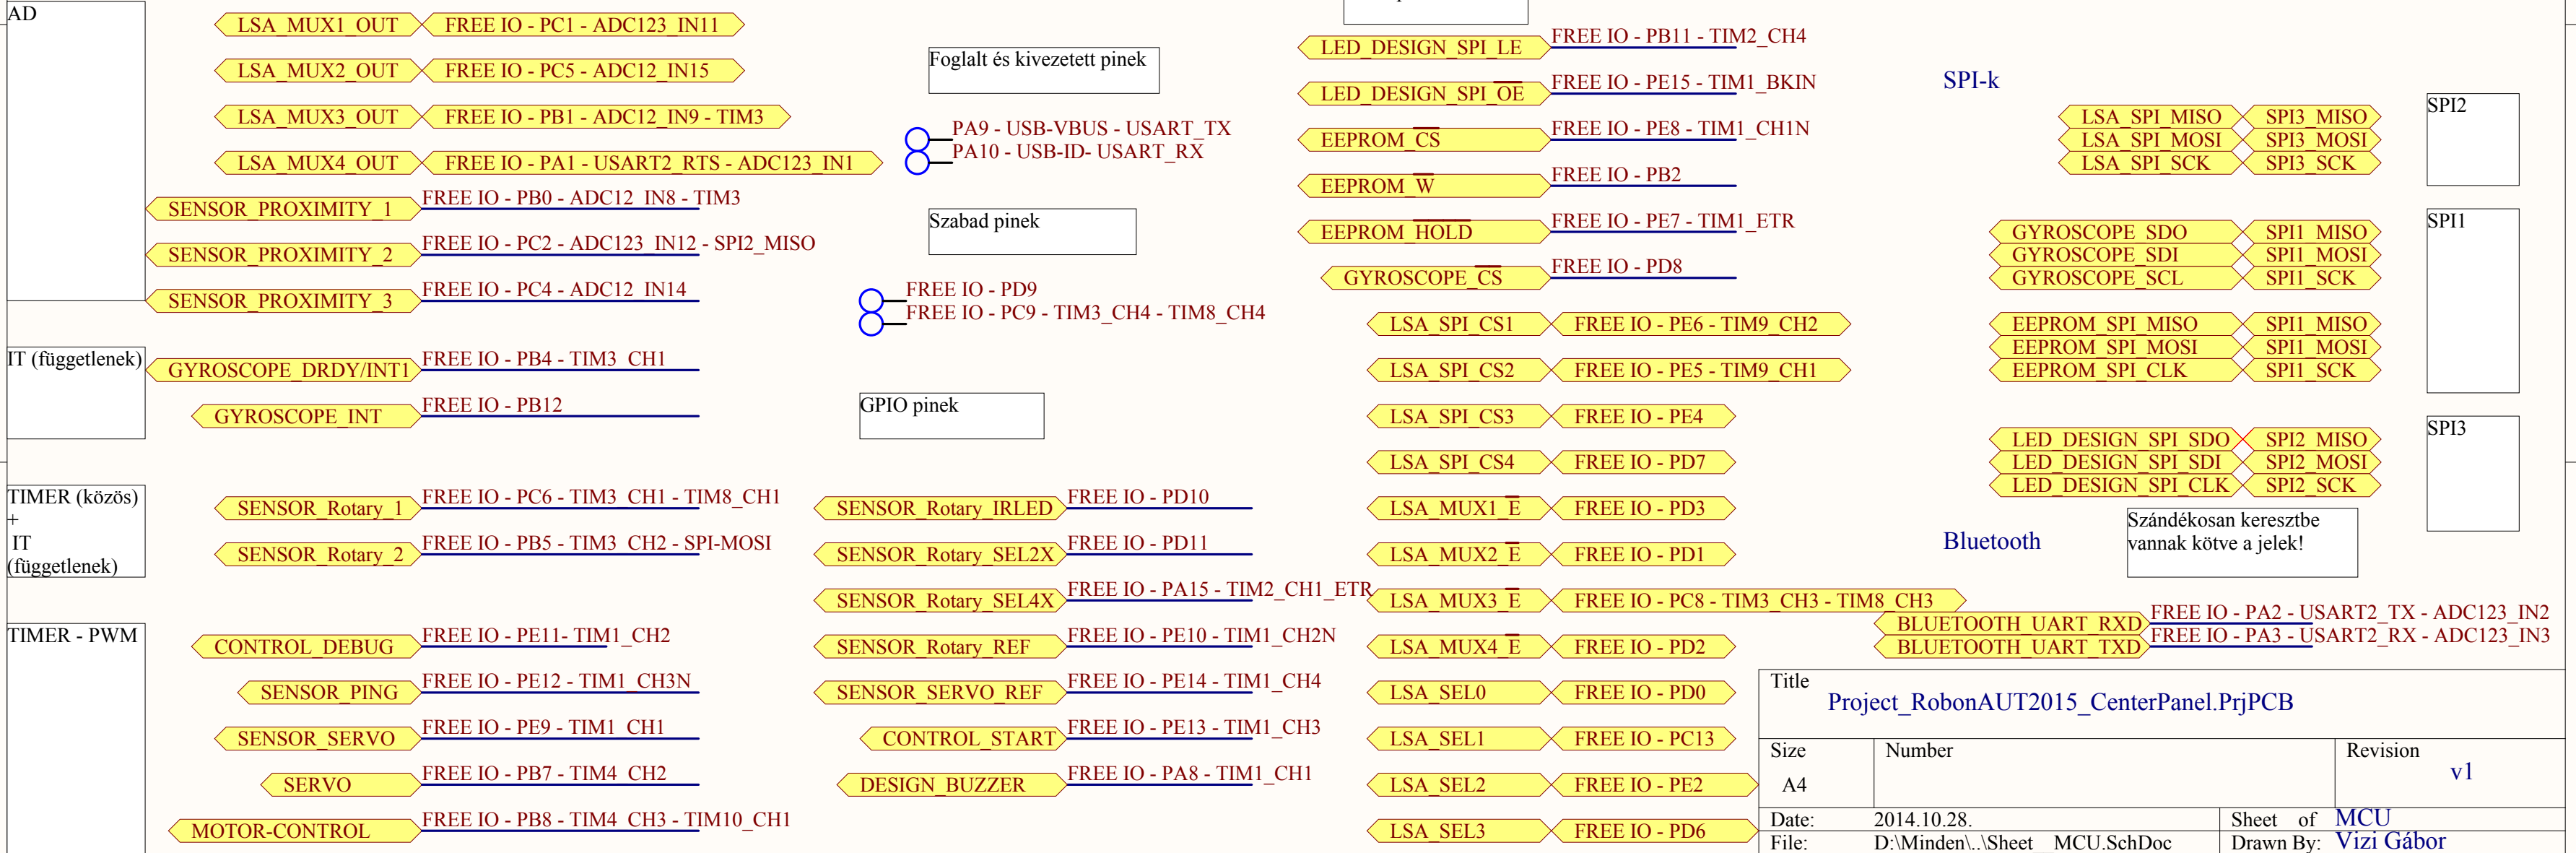 AD
LSA_MUX1_OUT FREE IO - PC1 - ADC123_IN11
LSA_MUX2_OUT FREE IO - PC5 - ADC12_IN15
LSA_MUX3_OUT FREE IO - PB1 - ADC12_IN9 - TIM3
LSA_MUX4_OUT FREE IO - PA1 - USART2_RTS - ADC123_IN1
SENSOR_PROXIMITY_1 FREE IO - PB0 - ADC12_IN8 - TIM3
SENSOR_PROXIMITY_2 FREE IO - PC2 - ADC123_IN12 - SPI2_MISO
SENSOR_PROXIMITY_3 FREE IO - PC4 - ADC12_IN14
IT (függetlenek)
GYROSCOPE_DRDY/INT1 FREE IO - PB4 - TIM3_CH1
GYROSCOPE_INT FREE IO - PB12
TIMER (közös)
+
IT
(függetlenek)
SENSOR_Rotary_1 FREE IO - PC6 - TIM3_CH1 - TIM8_CH1
SENSOR_Rotary_2 FREE IO - PB5 - TIM3_CH2 - SPI-MOSI
TIMER - PWM
CONTROL_DEBUG FREE IO - PE11- TIM1_CH2
SENSOR_PING FREE IO - PE12 - TIM1_CH3N
SENSOR_SERVO FREE IO - PE9 - TIM1_CH1
SERVO FREE IO - PB7 - TIM4_CH2
MOTOR-CONTROL FREE IO - PB8 - TIM4_CH3 - TIM10_CH1
Foglalt és kivezetett pinek
PA9 - USB-VBUS - USART_TX
PA10 - USB-ID- USART_RX
Szabad pinek
FREE IO - PD9
FREE IO - PC9 - TIM3_CH4 - TIM8_CH4
GPIO pinek
SENSOR_Rotary_IRLED FREE IO - PD10
SENSOR_Rotary_SEL2X FREE IO - PD11
SENSOR_Rotary_SEL4X FREE IO - PA15 - TIM2_CH1_ETR
SENSOR_Rotary_REF FREE IO - PE10 - TIM1_CH2N
SENSOR_SERVO_REF FREE IO - PE14 - TIM1_CH4
CONTROL_START FREE IO - PE13 - TIM1_CH3
DESIGN_BUZZER FREE IO - PA8 - TIM1_CH1
LED_DESIGN_SPI_LE FREE IO - PB11 - TIM2_CH4
LED_DESIGN_SPI_OE FREE IO - PE15 - TIM1_BKIN
EEPROM_CS FREE IO - PE8 - TIM1_CH1N
EEPROM_W FREE IO - PB2
EEPROM_HOLD FREE IO - PE7 - TIM1_ETR
GYROSCOPE_CS FREE IO - PD8
LSA_SPI_CS1 FREE IO - PE6 - TIM9_CH2
LSA_SPI_CS2 FREE IO - PE5 - TIM9_CH1
LSA_SPI_CS3 FREE IO - PE4
LSA_SPI_CS4 FREE IO - PD7
LSA_MUX1_E FREE IO - PD3
LSA_MUX2_E FREE IO - PD1
LSA_MUX3_E FREE IO - PC8 - TIM3_CH3 - TIM8_CH3
LSA_MUX4_E FREE IO - PD2
LSA_SEL0 FREE IO - PD0
LSA_SEL1 FREE IO - PC13
LSA_SEL2 FREE IO - PE2
LSA_SEL3 FREE IO - PD6
SPI-k
SPI2
LSA_SPI_MISO SPI3_MISO
LSA_SPI_MOSI SPI3_MOSI
LSA_SPI_SCK SPI3_SCK
SPI1
GYROSCOPE_SDO SPI1_MISO
GYROSCOPE_SDI SPI1_MOSI
GYROSCOPE_SCL SPI1_SCK
EEPROM_SPI_MISO SPI1_MISO
EEPROM_SPI_MOSI SPI1_MOSI
EEPROM_SPI_CLK SPI1_SCK
SPI3
LED_DESIGN_SPI_SDO SPI2_MISO
LED_DESIGN_SPI_SDI SPI2_MOSI
LED_DESIGN_SPI_CLK SPI2_SCK
Bluetooth
Szándékosan keresztbe
vannak kötve a jelek!
BLUETOOTH_UART_RXD FREE IO - PA2 - USART2_TX - ADC123_IN2
BLUETOOTH_UART_TXD FREE IO - PA3 - USART2_RX - ADC123_IN3
Title
Project_RobonAUT2015_CenterPanel.PrjPCB
Size Number Revision
A4 v1
Date: 2014.10.28. Sheet of MCU
File: D:\Minden\..\Sheet_MCU.SchDoc Drawn By: Vizi Gábor